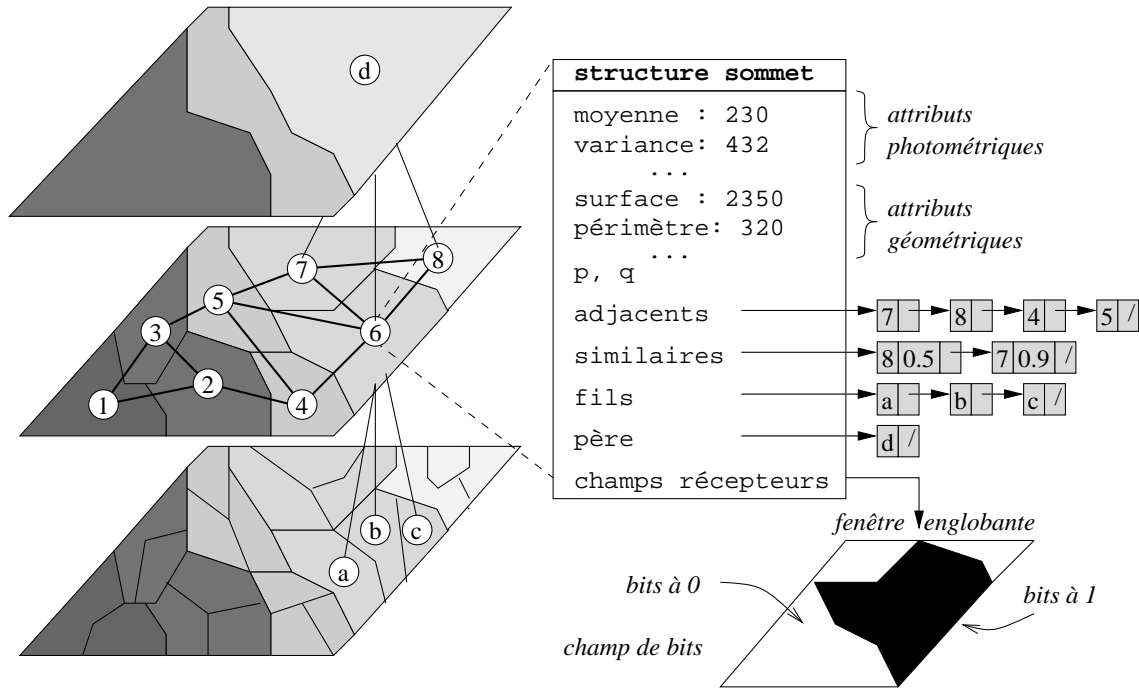 d
7
8
5
3
6
2
1
4
b
c
a
structure sommet
moyenne : 230
variance: 432
...
surface : 2350
périmètre: 320
...
p, q
adjacents
similaires
fils
père
champs récepteurs
attributs
photométriques
attributs
géométriques
7 8 4 5 /
8 0.5 7 0.9 /
a b c /
d /
fenêtre englobante
bits à 0
bits à 1
champ de bits